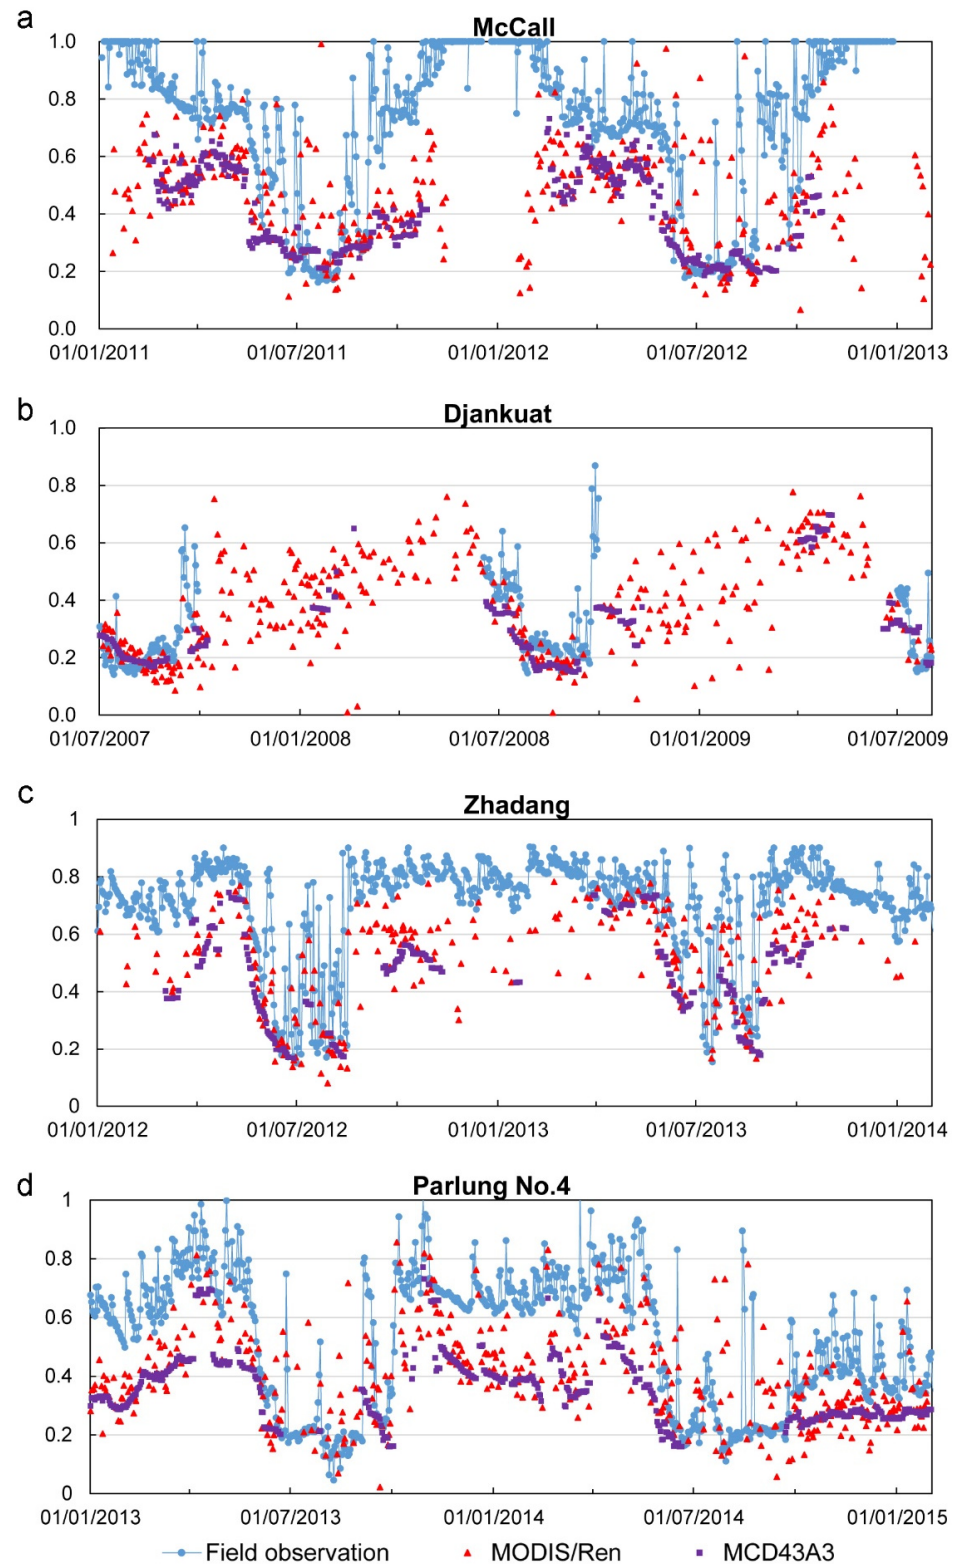 a
McCall
1.0
0.8
0.6
0.4
0.2
0.0
01/01/2011 01/07/2011 01/01/2012 01/07/2012 01/01/2013
b
Djankuat
1.0
0.8
0.6
0.4
0.2
0.0
01/07/2007 01/01/2008 01/07/2008 01/01/2009 01/07/2009
c
Zhadang
1
0.8
0.6
0.4
0.2
0
01/01/2012 01/07/2012 01/01/2013 01/07/2013 01/01/2014
d
Parlung No.4
1
0.8
0.6
0.4
0.2
0
01/01/2013 01/07/2013 01/01/2014 01/07/2014 01/01/2015
Field observation MODIS/Ren MCD43A3